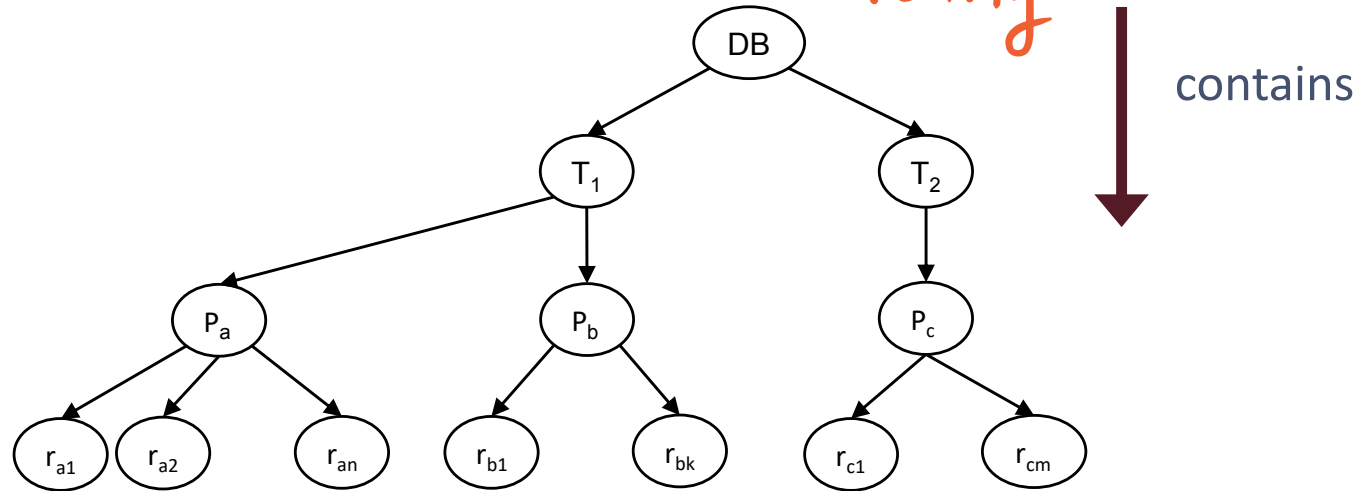 DB
contains
T1 T2
Pa Pb Pc
ra1 ra2 ran rb1 rbk rc1 rcm